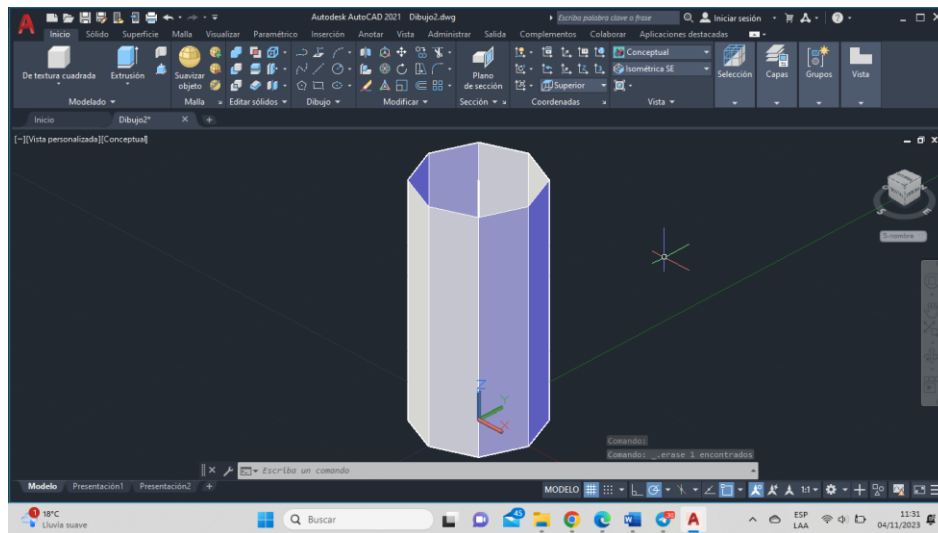 Autodesk AutoCAD 2021 Dibujo2.dwg
Escriba palabra clave o frase
Iniciar sesión
Inicio Sólido Superficie Malla Visualizar Paramétrico Inserción Anotar Vista Administrar Salida Complementos Colaborar Aplicaciones destacadas
De textura cuadrada
Extrusión
Suavizar objeto
Plano de sección
Conceptual
Isométrica SE
Superior
Selección
Capas
Grupos
Vista
Modelado Malla Editar sólidos Dibujo Modificar Sección Coordenadas Vista
Inicio Dibujo2*
[−][Vista personalizada][Conceptual]
S-nombre
Z
Y
X
Comando:
Comando: _.erase 1 encontrados
Escriba un comando
Modelo Presentación1 Presentación2 +
MODELO
1:1
18°C
Lluvia suave
Buscar
45
ESP
LAA
11:31
04/11/2023